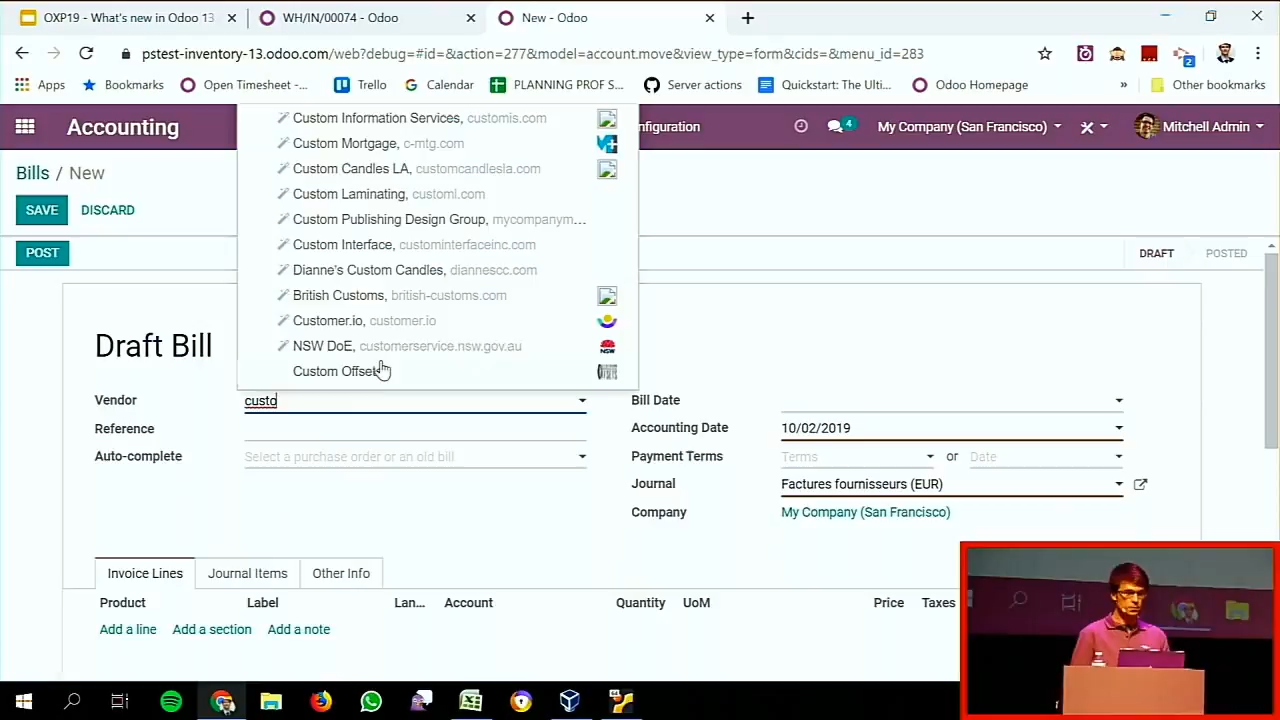 OXP19 - What's new in Odoo 13
WH/IN/00074 - Odoo
New - Odoo
pstest-inventory-13.odoo.com/web?debug=#id=&action=277&model=account.move&view_type=form&cids=&menu_id=283
2
Apps
Bookmarks
Open Timesheet -...
Trello
Calendar
PLANNING PROF S...
Server actions
Quickstart: The Ulti...
Odoo Homepage
»
Other bookmarks
Accounting
nfiguration
4
My Company (San Francisco)
Mitchell Admin
Custom Information Services, customis.com
Custom Mortgage, c-mtg.com
Custom Candles LA, customcandlesla.com
Custom Laminating, customl.com
Custom Publishing Design Group, mycompanym...
Custom Interface, custominterfaceinc.com
Dianne's Custom Candles, diannescc.com
British Customs, british-customs.com
Customer.io, customer.io
NSW DoE, customerservice.nsw.gov.au
NSW
Custom Offsets
Bills / New
SAVE
DISCARD
POST
DRAFT
POSTED
Draft Bill
Vendor
custo
Reference
Auto-complete
Select a purchase order or an old bill
Bill Date
Accounting Date
10/02/2019
Payment Terms
Terms
or
Date
Journal
Factures fournisseurs (EUR)
Company
My Company (San Francisco)
Invoice Lines
Journal Items
Other Info
Product
Label
Lan...
Account
Quantity
UoM
Price
Taxes
Add a line
Add a section
Add a note